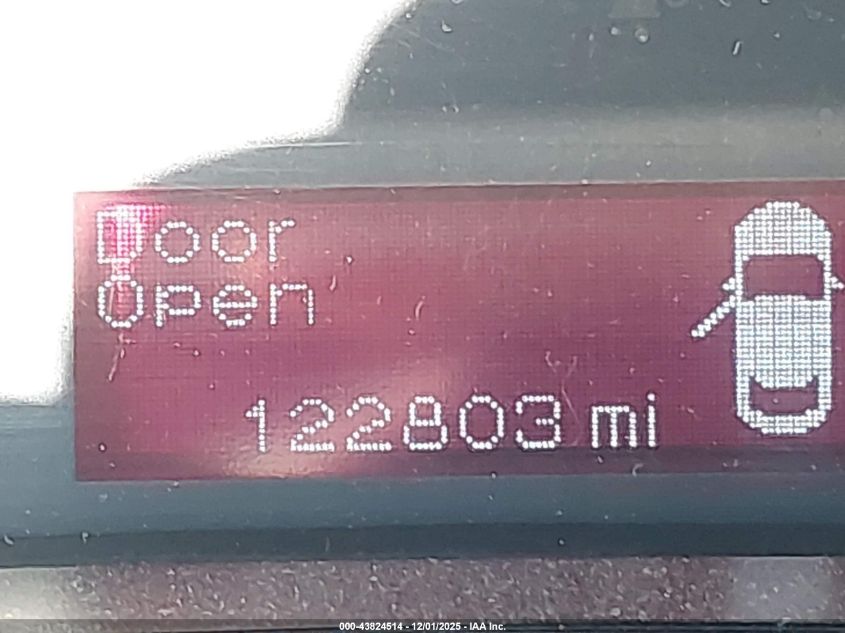 Door
Open
122803 mi
000-43824514 - 12/01/2025 - IAA Inc.